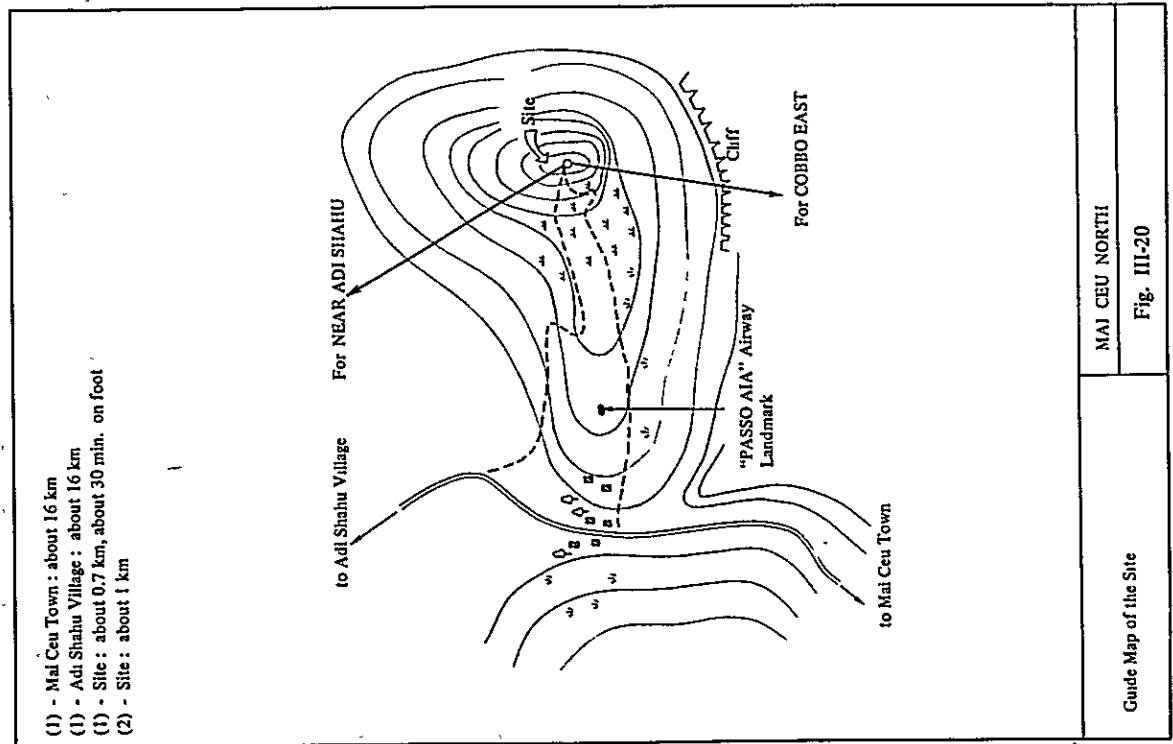 (1) - Mai Ceu Town : about 16 km
(1) - Adi Shahu Village : about 16 km
(1) - Site : about 0.7 km, about 30 min. on foot
(2) - Site : about 1 km
to Adi Shahu Village
For NEAR ADI SHAHU
Site
Cliff
For COBBO EAST
"PASSO AIA" Airway
Landmark
to Mai Ceu Town
Guide Map of the Site
MAI CEU NORTH
Fig. III-20